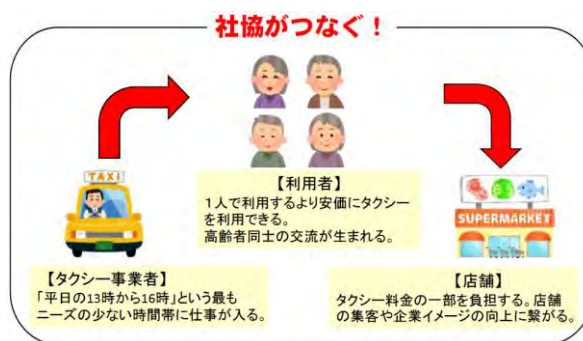 社協がつなぐ！
TAXI
【利用者】
１人で利用するより安価にタクシー
を利用できる。
高齢者同士の交流が生まれる。
SUPERMARKET
【タクシー事業者】
「平日の13時から16時」という最も
ニーズの少ない時間帯に仕事が入る。
【店舗】
タクシー料金の一部を負担する。店舗
の集客や企業イメージの向上に繋がる。